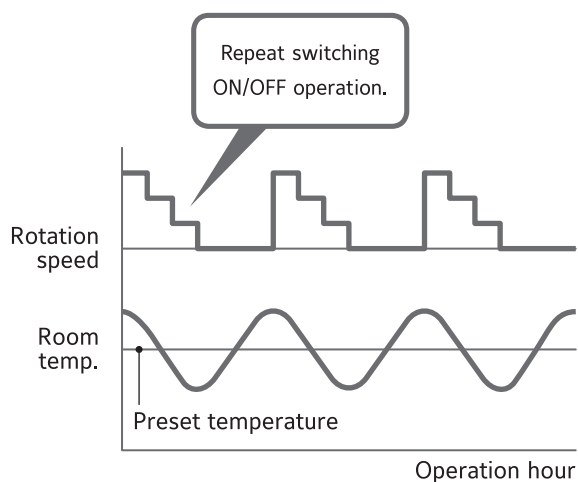 Repeat switching
ON/OFF operation.
Rotation
speed
Room
temp.
Preset temperature
Operation hour